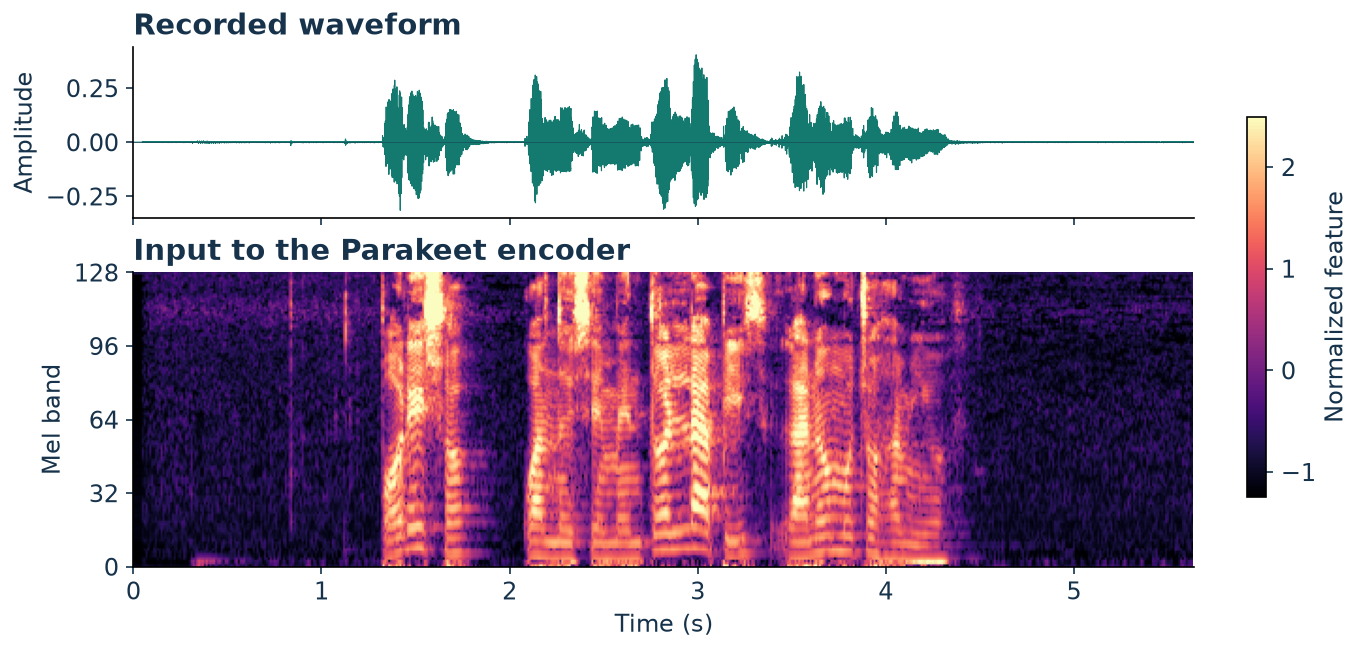 Recorded waveform
Amplitude
0.25
0.00
−0.25
Input to the Parakeet encoder
Mel band
128
96
64
32
0
0 1 2 3 4 5
Time (s)
2
1
0
−1
Normalized feature